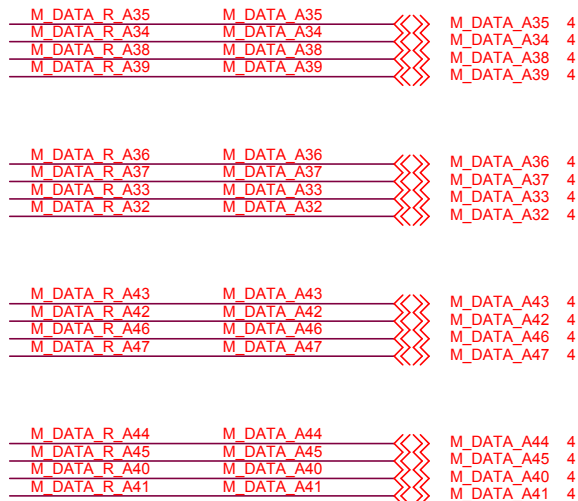 M_DATA_R_A35 M_DATA_A35 M_DATA_A35 4
M_DATA_R_A34 M_DATA_A34 M_DATA_A34 4
M_DATA_R_A38 M_DATA_A38 M_DATA_A38 4
M_DATA_R_A39 M_DATA_A39 M_DATA_A39 4
M_DATA_R_A36 M_DATA_A36 M_DATA_A36 4
M_DATA_R_A37 M_DATA_A37 M_DATA_A37 4
M_DATA_R_A33 M_DATA_A33 M_DATA_A33 4
M_DATA_R_A32 M_DATA_A32 M_DATA_A32 4
M_DATA_R_A43 M_DATA_A43 M_DATA_A43 4
M_DATA_R_A42 M_DATA_A42 M_DATA_A42 4
M_DATA_R_A46 M_DATA_A46 M_DATA_A46 4
M_DATA_R_A47 M_DATA_A47 M_DATA_A47 4
M_DATA_R_A44 M_DATA_A44 M_DATA_A44 4
M_DATA_R_A45 M_DATA_A45 M_DATA_A45 4
M_DATA_R_A40 M_DATA_A40 M_DATA_A40 4
M_DATA_R_A41 M_DATA_A41 M_DATA_A41 4